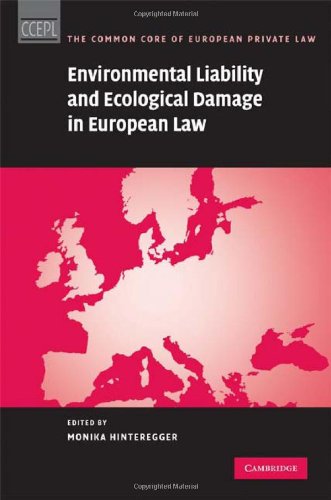 CCEPL
THE COMMON CORE OF EUROPEAN PRIVATE LAW
Environmental Liability
and Ecological Damage
in European Law
EDITED BY
MONIKA HINTEREGGER
CAMBRIDGE